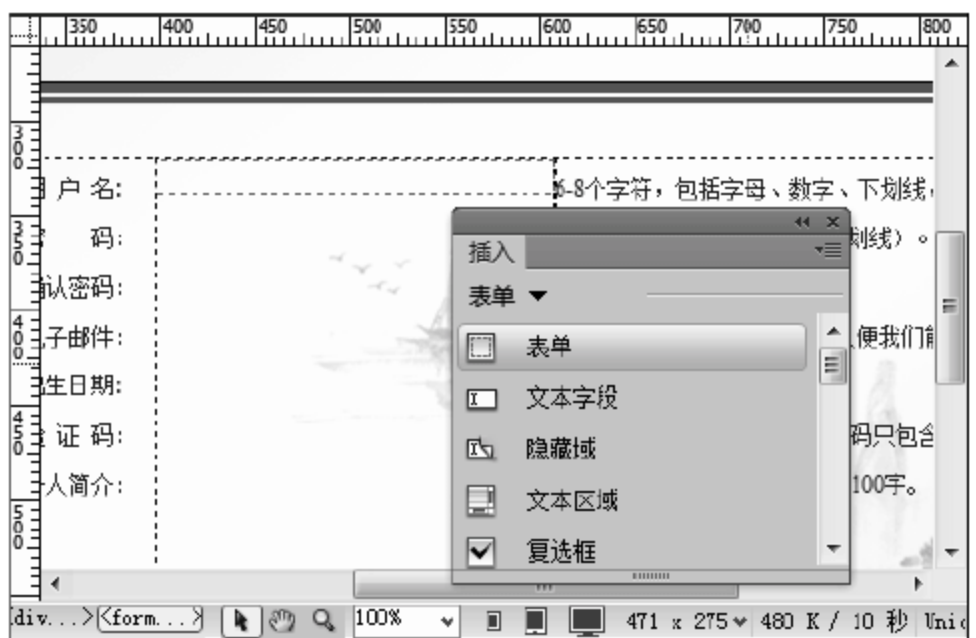 350 400 450 500 550 600 650 700 750 800
300
户 名: 6-8个字符，包括字母、数字、下划线
350
码: 划线）。
插入
确认密码:
表单
400
子邮件: 便我们
表单
生日期:
文本字段
450
证 码: 码只包含
隐藏域
人简介: 100字。
文本区域
500
复选框
div...> <form...> 100% 471 x 275 480 K / 10 秒 Unic